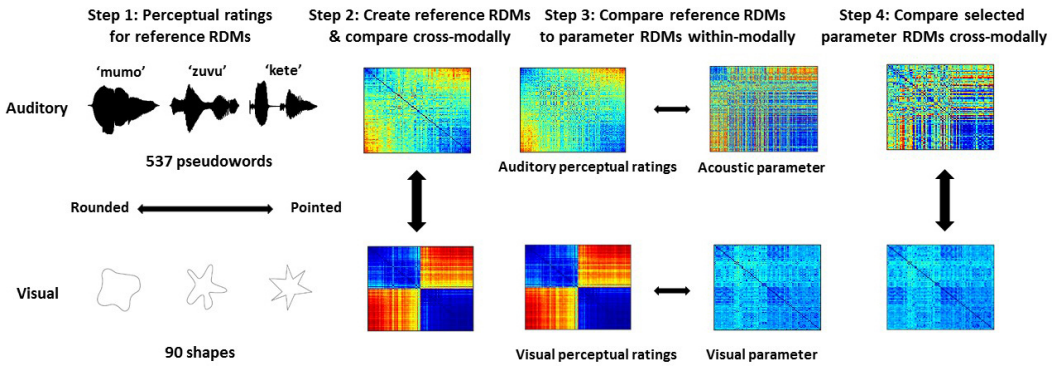 Step 1: Perceptual ratings
for reference RDMs
Step 2: Create reference RDMs
& compare cross-modally
Step 3: Compare reference RDMs
to parameter RDMs within-modally
Step 4: Compare selected
parameter RDMs cross-modally
Auditory
‘mumo’
‘zuvu’
‘kete’
537 pseudowords
Auditory perceptual ratings
Acoustic parameter
Rounded
Pointed
Visual
90 shapes
Visual perceptual ratings
Visual parameter